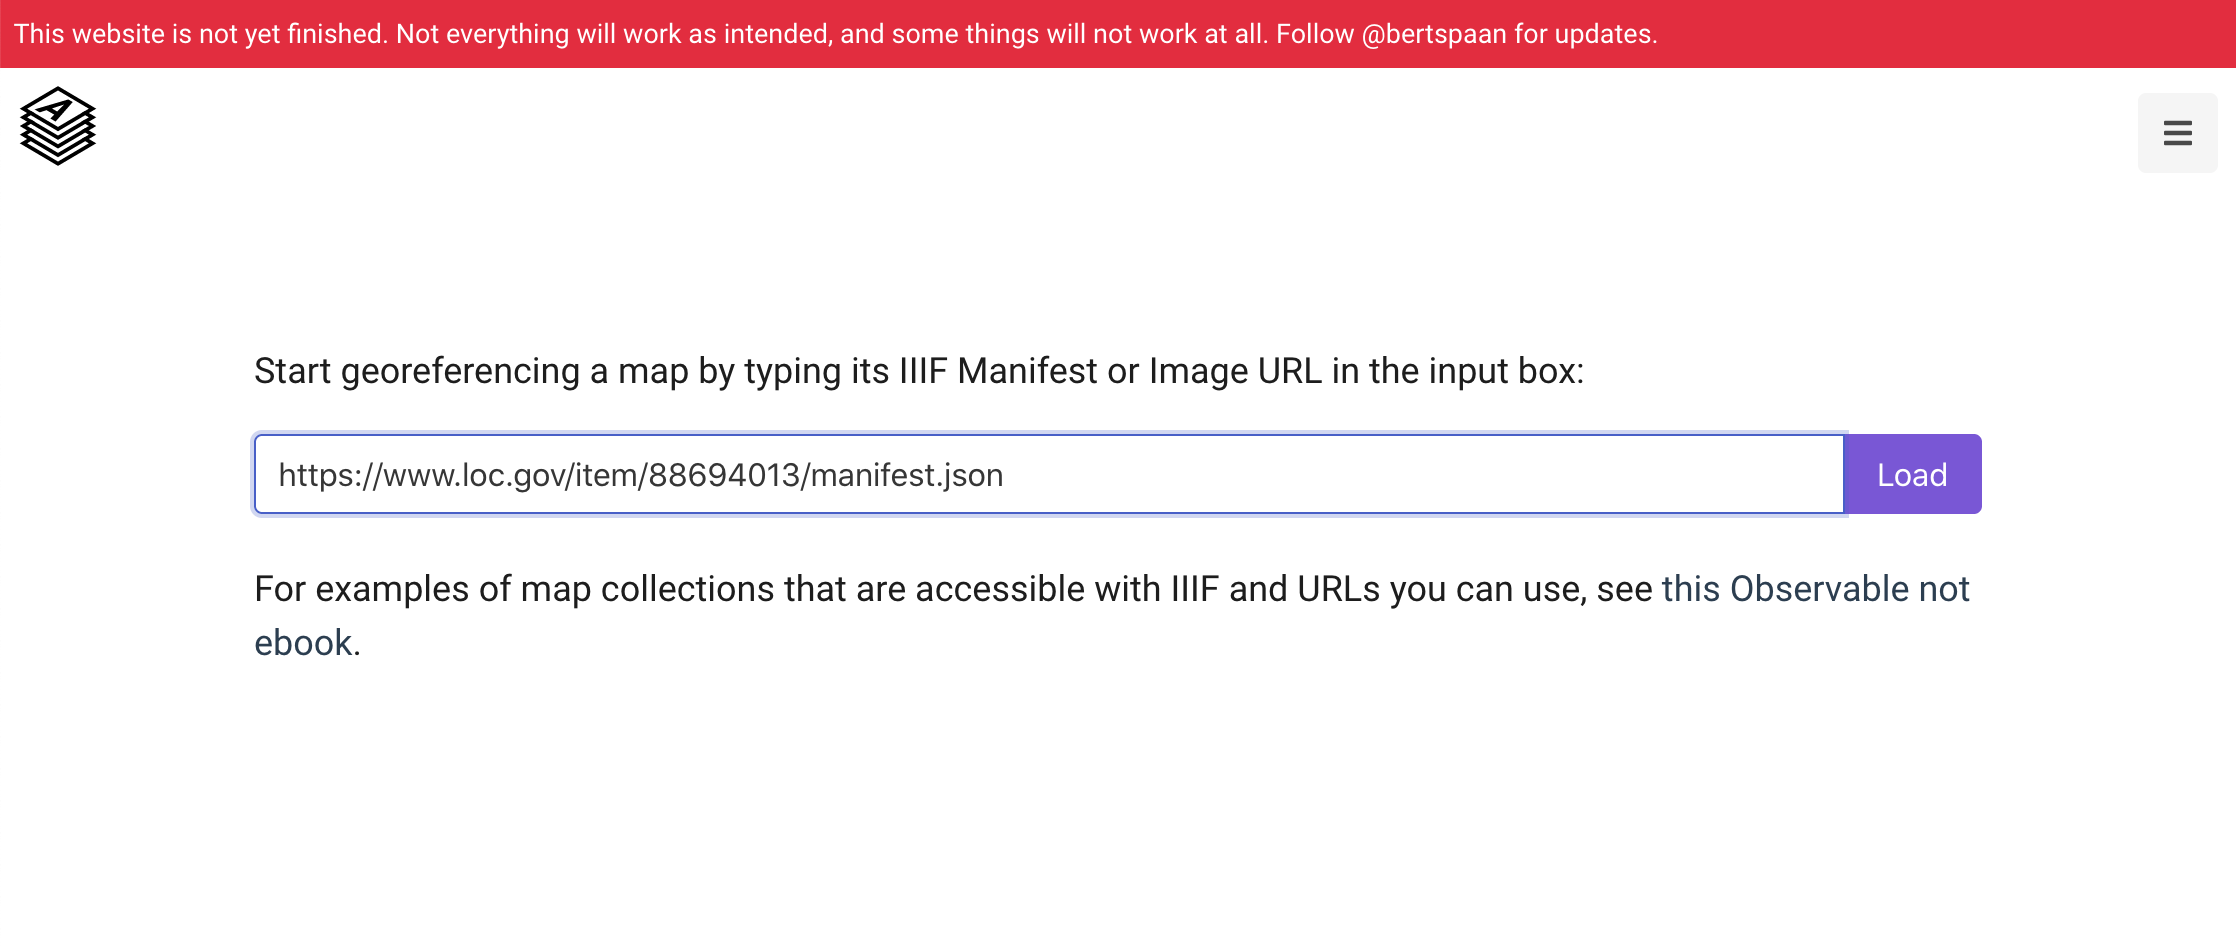 This website is not yet finished. Not everything will work as intended, and some things will not work at all. Follow @bertspaan for updates.
A
Start georeferencing a map by typing its IIIF Manifest or Image URL in the input box:
https://www.loc.gov/item/88694013/manifest.json
Load
For examples of map collections that are accessible with IIIF and URLs you can use, see this Observable not
ebook.